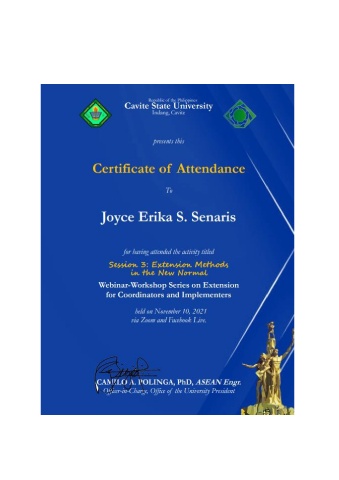 Republic of the Philippines
Cavite State University
Indang, Cavite
presents this
Certificate of Attendance
To
Joyce Erika S. Senaris
for having attended the activity titled
Session 3: Extension Methods
in the New Normal
Webinar-Workshop Series on Extension
for Coordinators and Implementers
held on November 10, 2021
via Zoom and Facebook Live.
CAMILO A. POLINGA, PhD, ASEAN Engr.
Officer-in-Charge, Office of the University President